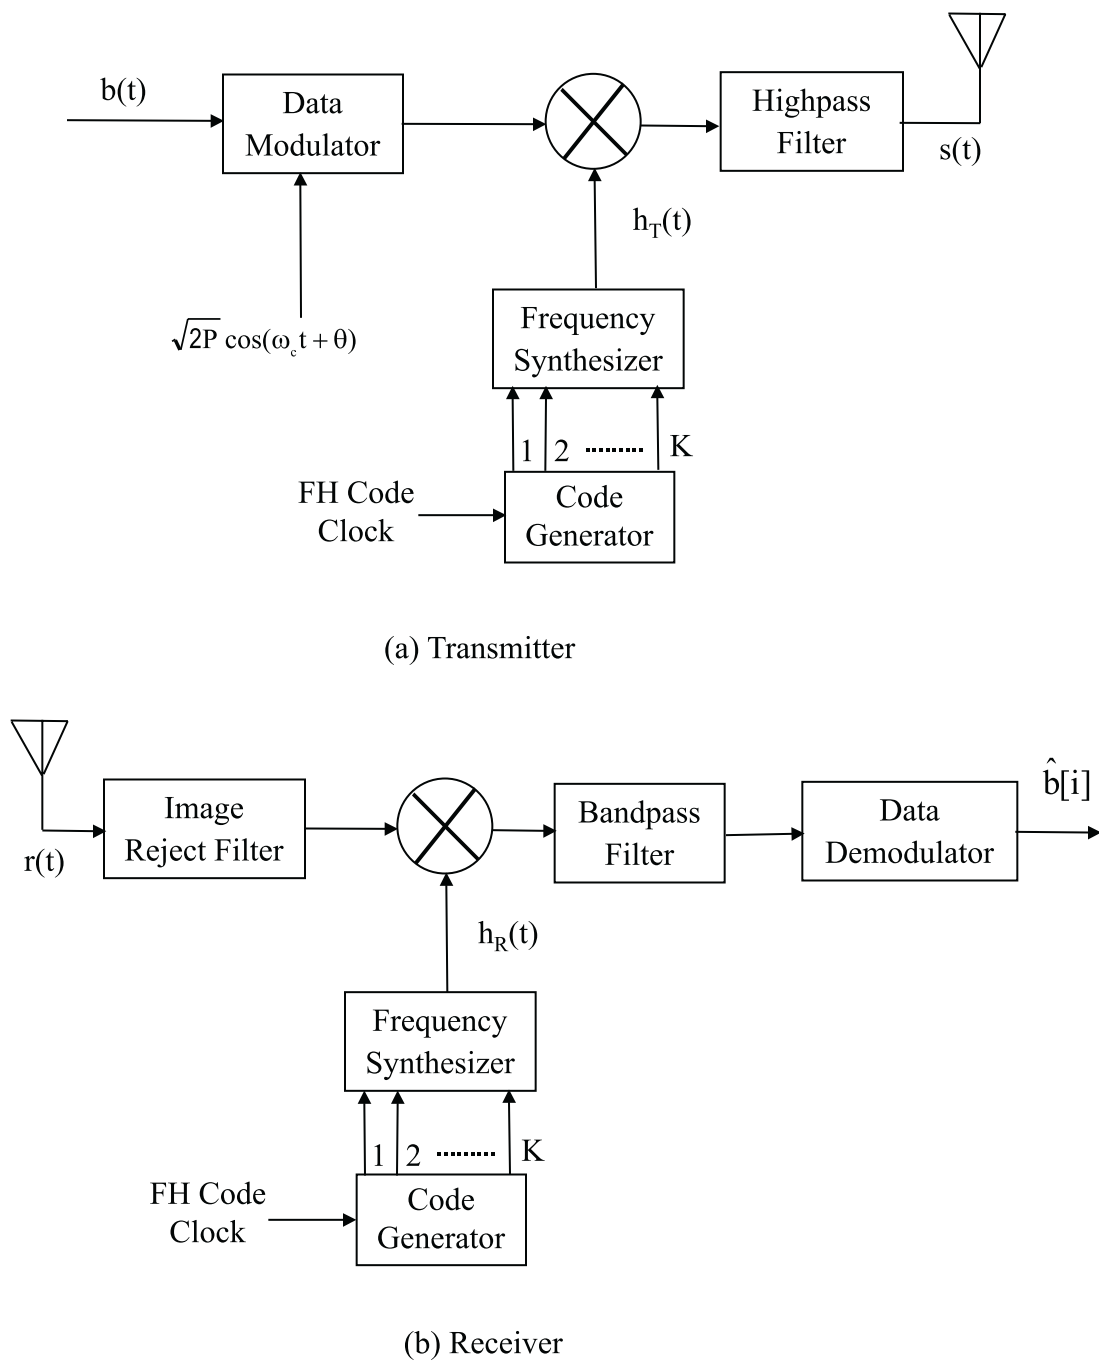 b(t)
Data
Modulator
Highpass
Filter
s(t)
h_T(t)
√2P cos(ω_c t + θ)
Frequency
Synthesizer
1 2 ......... K
FH Code
Clock
Code
Generator
(a) Transmitter
r(t)
Image
Reject Filter
Bandpass
Filter
Data
Demodulator
b̂[i]
h_R(t)
Frequency
Synthesizer
1 2 ......... K
FH Code
Clock
Code
Generator
(b) Receiver